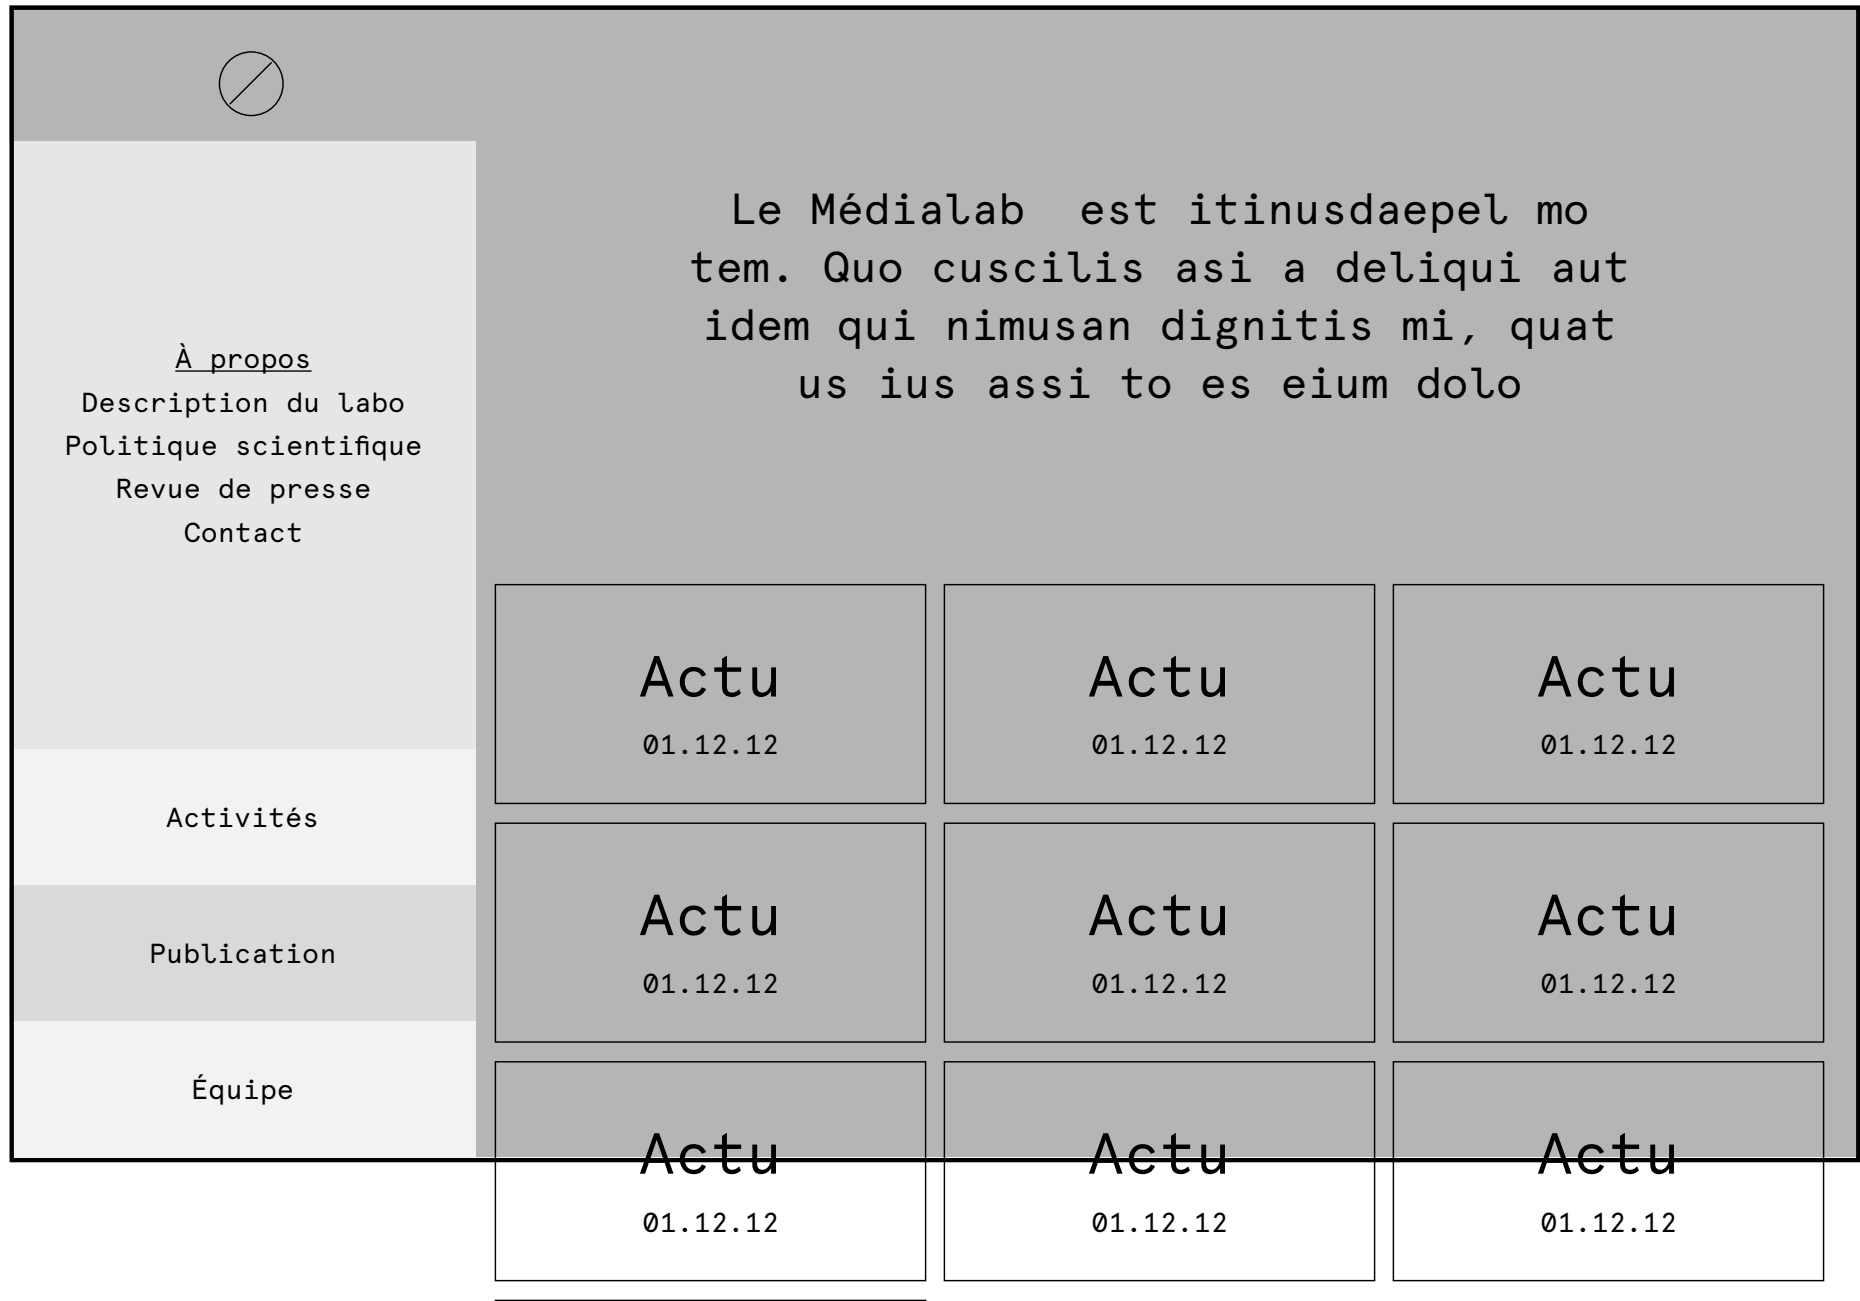 Le Médialab  est itinusdaepel mo
tem. Quo cuscilis asi a deliqui aut
idem qui nimusan dignitis mi, quat
us ius assi to es eium dolo
À propos
Description du labo
Politique scientifique
Revue de presse
Contact
Activités
Publication
Équipe
Actu
01.12.12
Actu
01.12.12
Actu
01.12.12
Actu
01.12.12
Actu
01.12.12
Actu
01.12.12
Actu
01.12.12
Actu
01.12.12
Actu
01.12.12